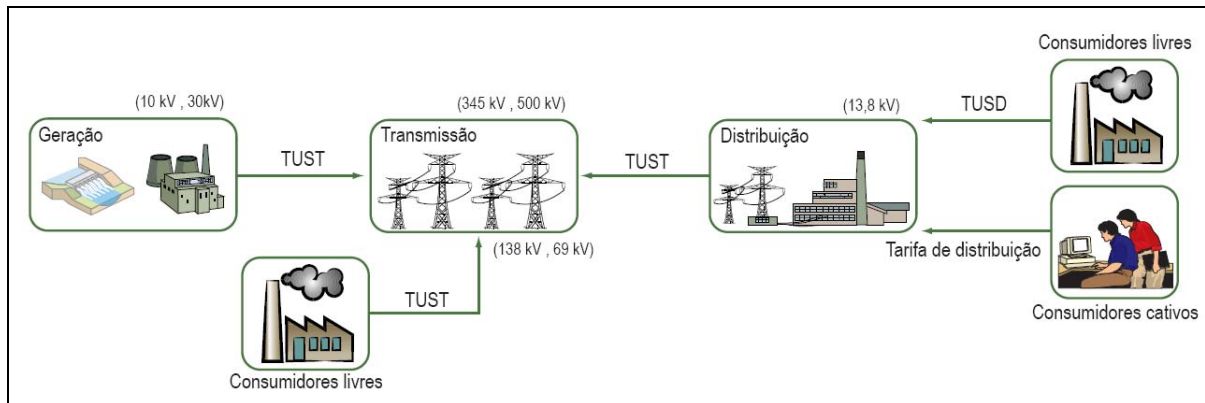 Consumidores livres
(10 kV , 30kV)
(345 kV , 500 kV)
(13,8 kV)
TUSD
Geração
Transmissão
Distribuição
TUST
TUST
(138 kV , 69 kV)
Tarifa de distribuição
TUST
Consumidores cativos
Consumidores livres